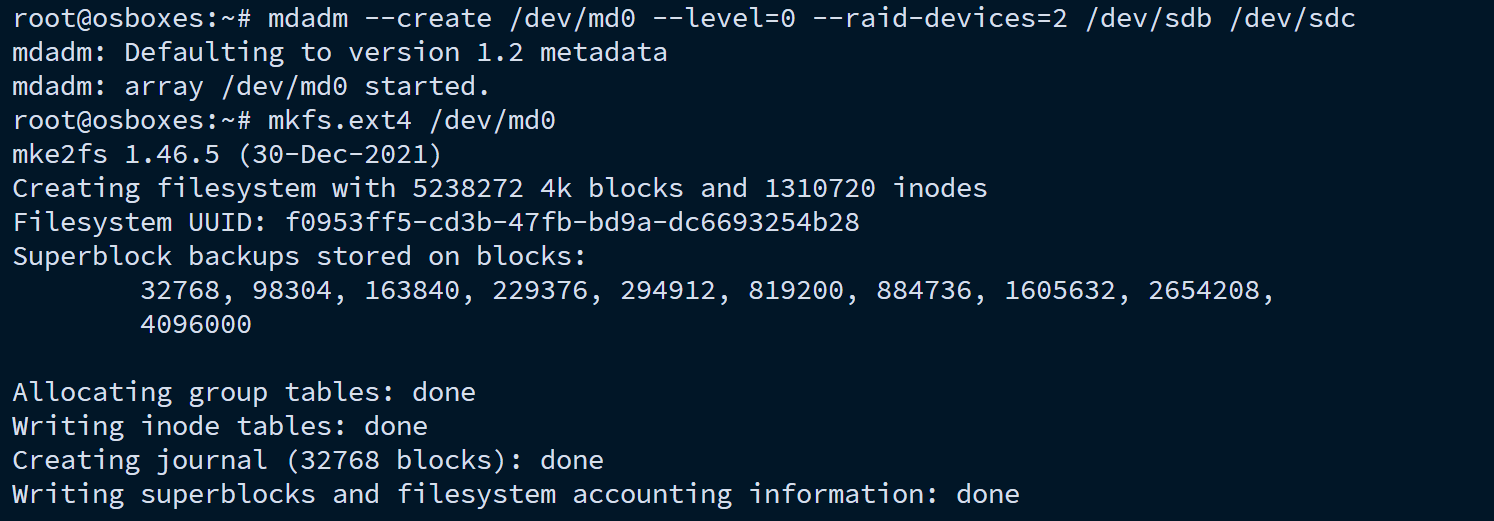 root@osboxes:~# mdadm --create /dev/md0 --level=0 --raid-devices=2 /dev/sdb /dev/sdc
mdadm: Defaulting to version 1.2 metadata
mdadm: array /dev/md0 started.
root@osboxes:~# mkfs.ext4 /dev/md0
mke2fs 1.46.5 (30-Dec-2021)
Creating filesystem with 5238272 4k blocks and 1310720 inodes
Filesystem UUID: f0953ff5-cd3b-47fb-bd9a-dc6693254b28
Superblock backups stored on blocks:
        32768, 98304, 163840, 229376, 294912, 819200, 884736, 1605632, 2654208,
        4096000

Allocating group tables: done
Writing inode tables: done
Creating journal (32768 blocks): done
Writing superblocks and filesystem accounting information: done